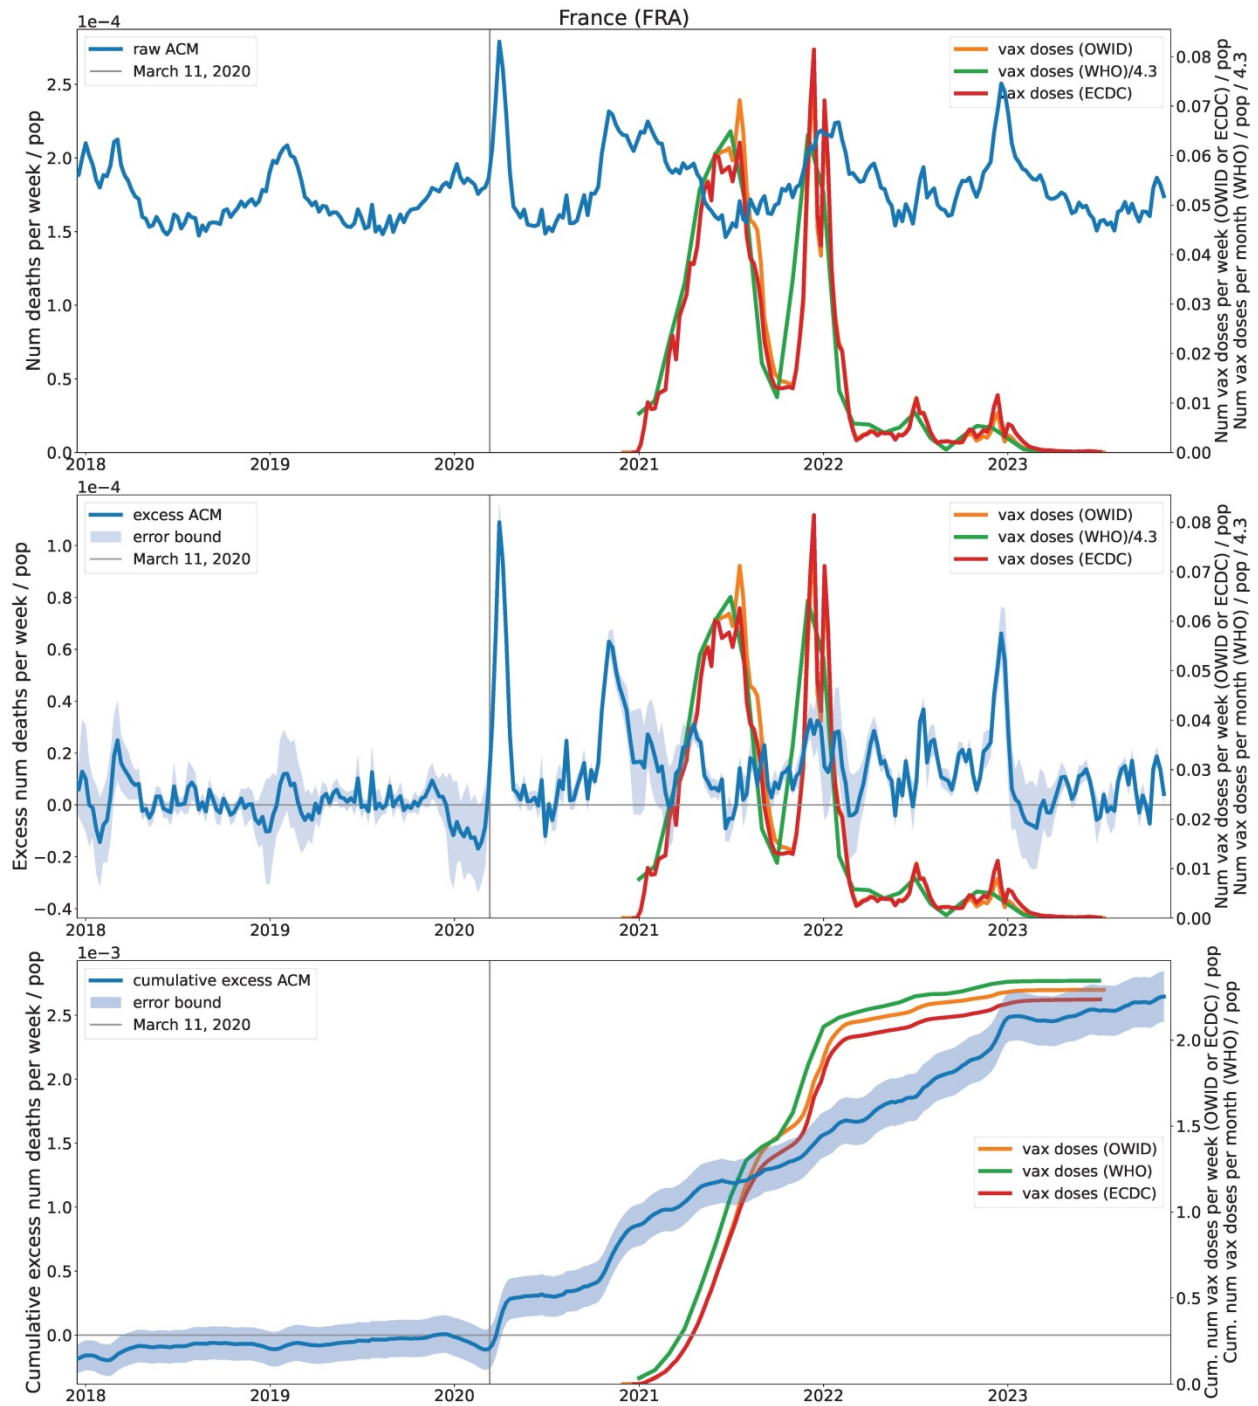 France (FRA)
1e−4
raw ACM
March 11, 2020
vax doses (OWID)
vax doses (WHO)/4.3
vax doses (ECDC)
Num deaths per week / pop
2.5
2.0
1.5
1.0
0.5
0.0
0.08
0.07
0.06
0.05
0.04
0.03
0.02
0.01
0.00
Num vax doses per week (OWID or ECDC) / pop
Num vax doses per month (WHO) / pop / 4.3
2018 2019 2020 2021 2022 2023
1e−4
excess ACM
error bound
March 11, 2020
vax doses (OWID)
vax doses (WHO)/4.3
vax doses (ECDC)
Excess num deaths per week / pop
1.0
0.8
0.6
0.4
0.2
0.0
−0.2
−0.4
0.08
0.07
0.06
0.05
0.04
0.03
0.02
0.01
0.00
Num vax doses per week (OWID or ECDC) / pop
Num vax doses per month (WHO) / pop / 4.3
2018 2019 2020 2021 2022 2023
1e−3
cumulative excess ACM
error bound
March 11, 2020
vax doses (OWID)
vax doses (WHO)
vax doses (ECDC)
Cumulative excess num deaths per week / pop
2.5
2.0
1.5
1.0
0.5
0.0
2.0
1.5
1.0
0.5
0.0
Cum. num vax doses per week (OWID or ECDC) / pop
Cum. num vax doses per month (WHO) / pop
2018 2019 2020 2021 2022 2023